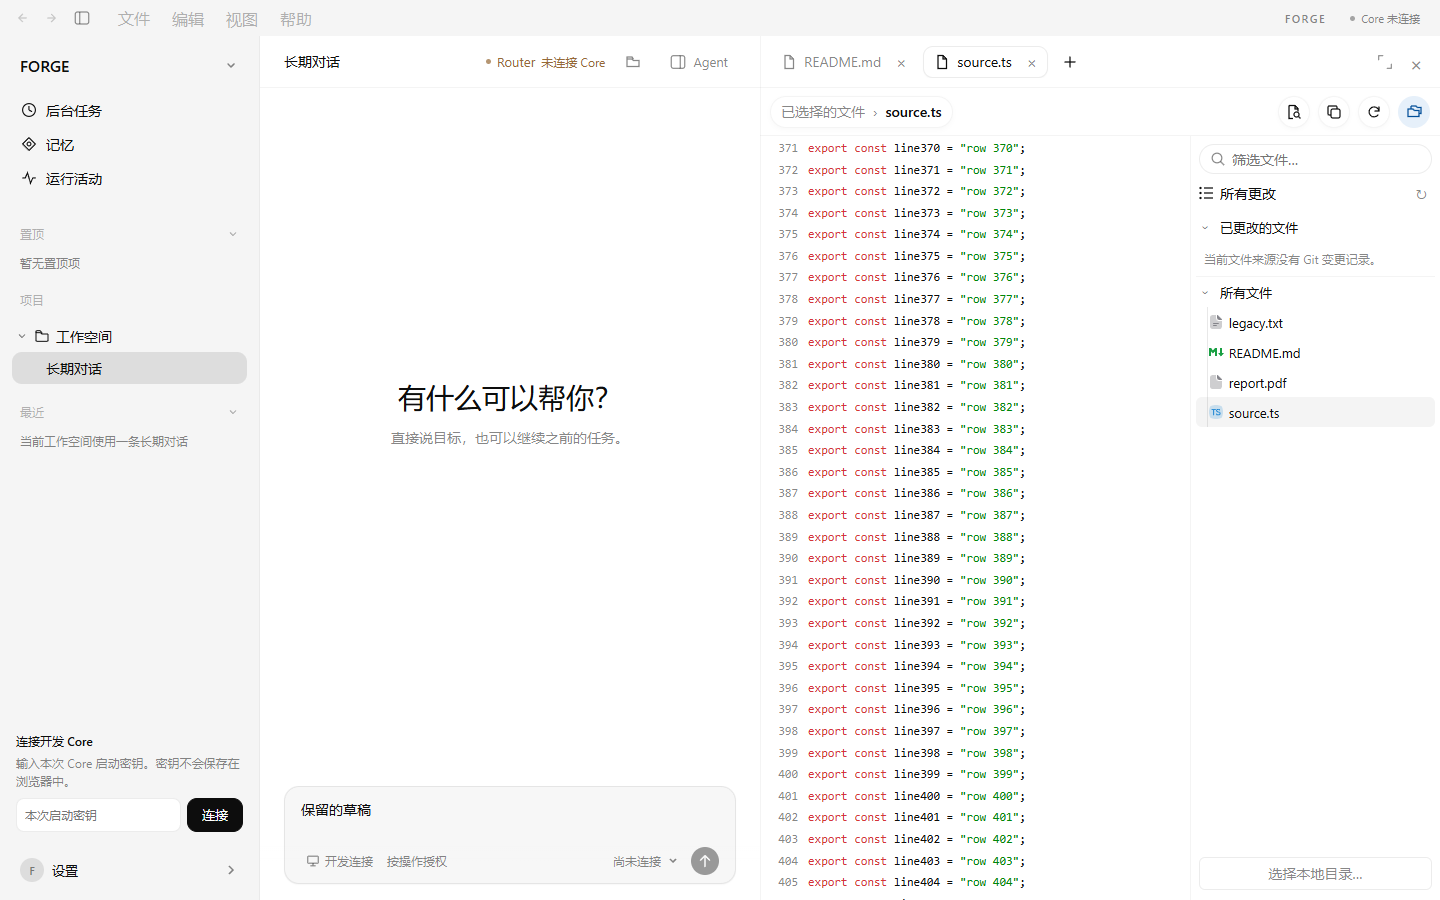 文件 编辑 视图 帮助
FORGE Core 未连接
FORGE
后台任务
记忆
运行活动
置顶
暂无置顶项
项目
工作空间
长期对话
最近
当前工作空间使用一条长期对话
连接开发 Core
输入本次 Core 启动密钥。密钥不会保存在
浏览器中。
本次启动密钥 连接
F 设置
长期对话 Router 未连接 Core Agent
有什么可以帮你?
直接说目标，也可以继续之前的任务。
保留的草稿
开发连接 按操作授权 尚未连接
README.md × source.ts ×
已选择的文件 › source.ts
371 export const line370 = "row 370";
372 export const line371 = "row 371";
373 export const line372 = "row 372";
374 export const line373 = "row 373";
375 export const line374 = "row 374";
376 export const line375 = "row 375";
377 export const line376 = "row 376";
378 export const line377 = "row 377";
379 export const line378 = "row 378";
380 export const line379 = "row 379";
381 export const line380 = "row 380";
382 export const line381 = "row 381";
383 export const line382 = "row 382";
384 export const line383 = "row 383";
385 export const line384 = "row 384";
386 export const line385 = "row 385";
387 export const line386 = "row 386";
388 export const line387 = "row 387";
389 export const line388 = "row 388";
390 export const line389 = "row 389";
391 export const line390 = "row 390";
392 export const line391 = "row 391";
393 export const line392 = "row 392";
394 export const line393 = "row 393";
395 export const line394 = "row 394";
396 export const line395 = "row 395";
397 export const line396 = "row 396";
398 export const line397 = "row 397";
399 export const line398 = "row 398";
400 export const line399 = "row 399";
401 export const line400 = "row 400";
402 export const line401 = "row 401";
403 export const line402 = "row 402";
404 export const line403 = "row 403";
405 export const line404 = "row 404";
筛选文件...
所有更改
已更改的文件
当前文件来源没有 Git 变更记录。
所有文件
legacy.txt
README.md
report.pdf
TS source.ts
选择本地目录...